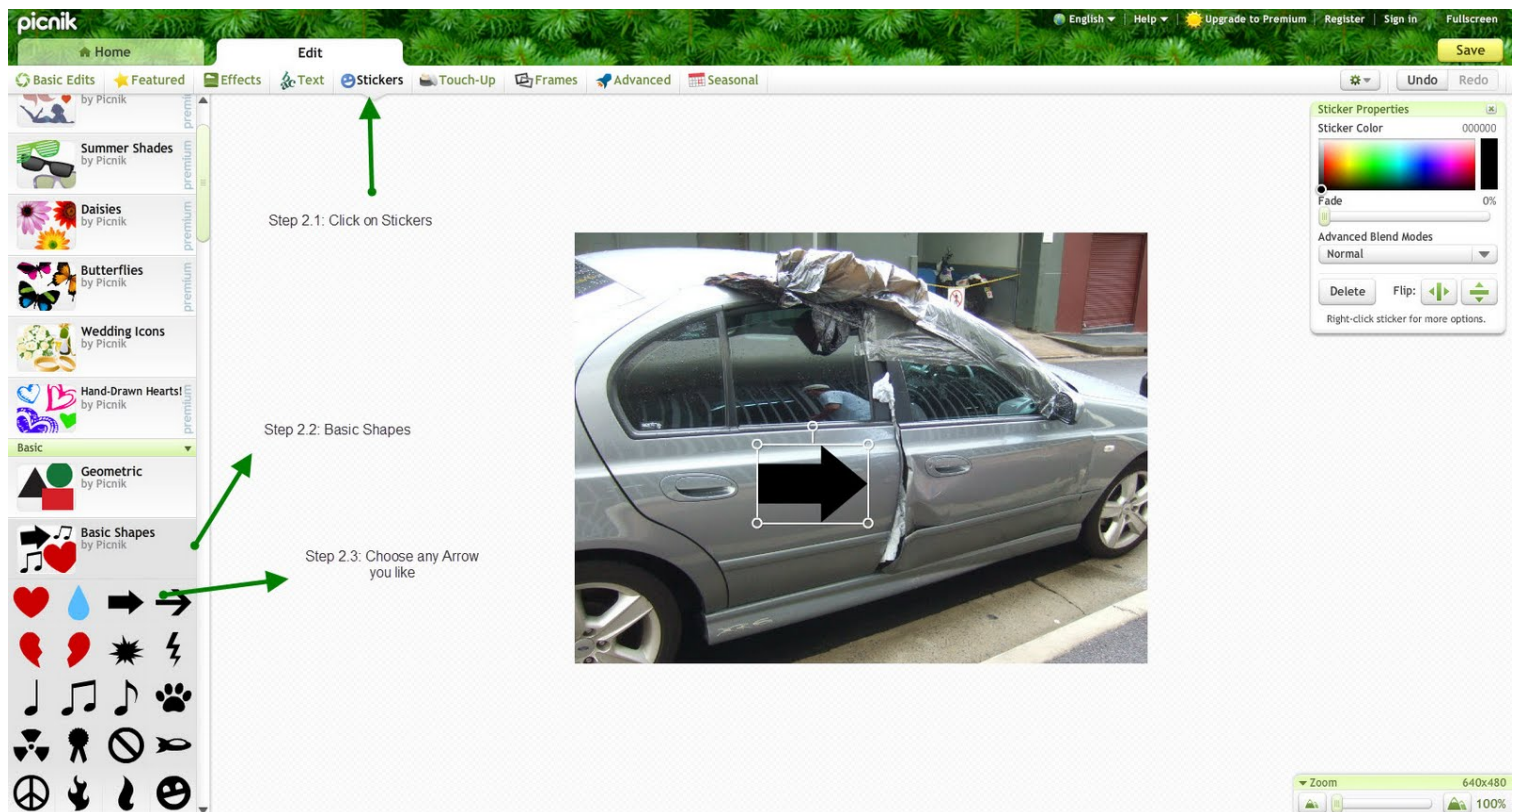 picnik
English
Help
Upgrade to Premium
Register
Sign in
Fullscreen
Home
Edit
Save
Basic Edits
Featured
Effects
Text
Stickers
Touch-Up
Frames
Advanced
Seasonal
Undo
Redo
by Picnik
Summer Shades
by Picnik
premium
Daisies
by Picnik
premium
Butterflies
by Picnik
premium
Wedding Icons
by Picnik
Hand-Drawn Hearts!
by Picnik
premium
Basic
Geometric
by Picnik
Basic Shapes
by Picnik
Step 2.1: Click on Stickers
Step 2.2: Basic Shapes
Step 2.3: Choose any Arrow
you like
Sticker Properties
Sticker Color
000000
Fade
0%
Advanced Blend Modes
Normal
Delete
Flip:
Right-click sticker for more options.
Zoom
640x480
100%